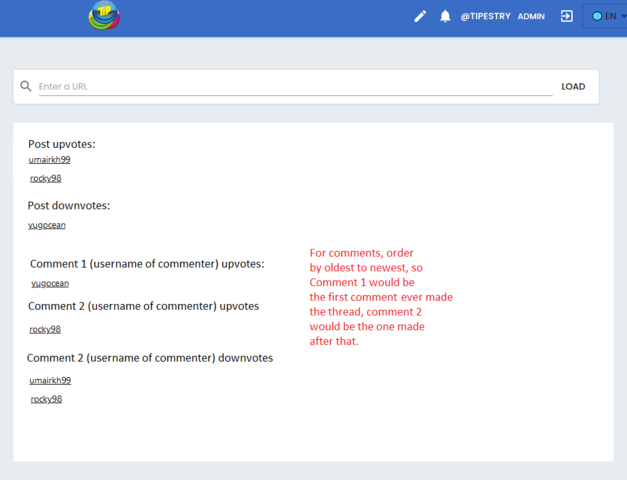 TIP
@TIPESTRY ADMIN EN
Enter a URL LOAD
Post upvotes:
umairkh99
rocky98
Post downvotes:
yugocean
Comment 1 (username of commenter) upvotes:
yugocean
Comment 2 (username of commenter) upvotes
rocky98
Comment 2 (username of commenter) downvotes
umairkh99
rocky98
For comments, order
by oldest to newest, so
Comment 1 would be
the first comment ever made
the thread, comment 2
would be the one made
after that.